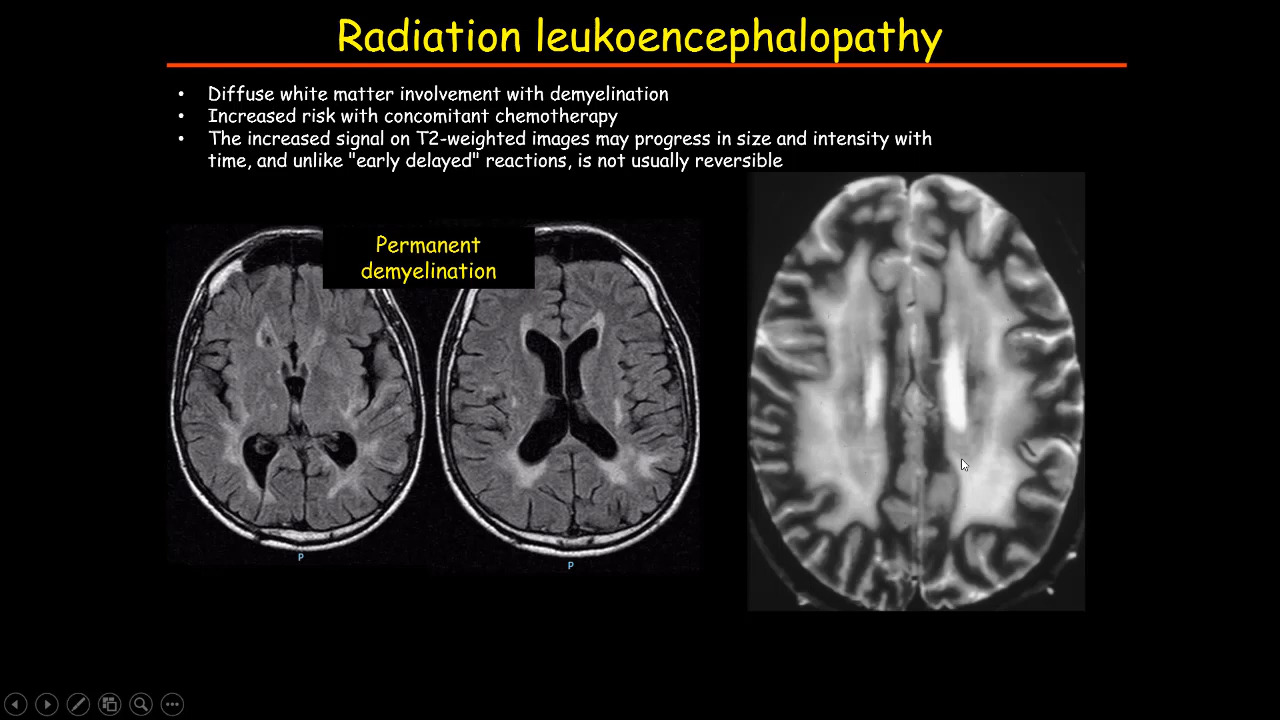 Radiation leukoencephalopathy
• Diffuse white matter involvement with demyelination
• Increased risk with concomitant chemotherapy
• The increased signal on T2-weighted images may progress in size and intensity with
time, and unlike "early delayed" reactions, is not usually reversible
Permanent
demyelination
P
P